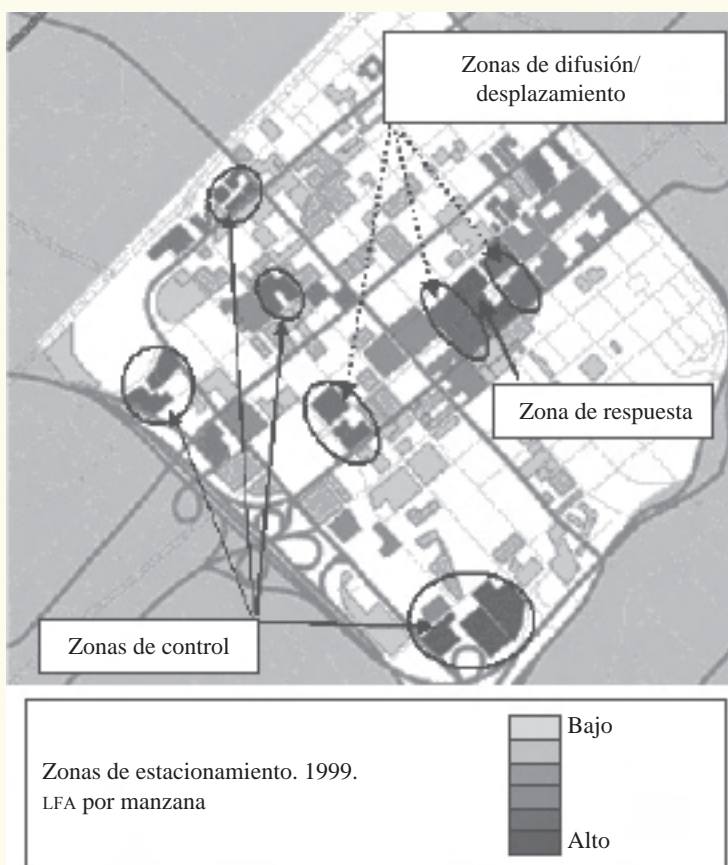 Zonas de difusión/
desplazamiento
Zona de respuesta
Zonas de control
Zonas de estacionamiento. 1999.
LFA por manzana
Bajo
Alto